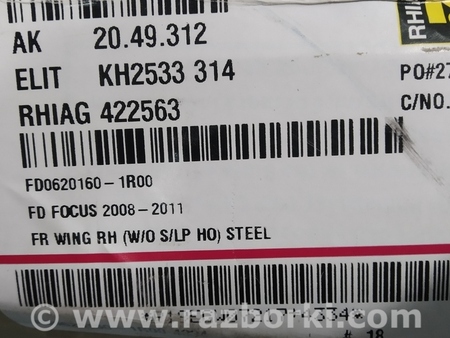 AK 20.49.312
ELIT KH2533 314
RHIAG 422563
RHIA
PO#27
C/NO.
FD0620160-1R00
FD FOCUS 2008-2011
FR WING RH (W/O S/LP HO) STEEL
# 18
© www.razborki.com